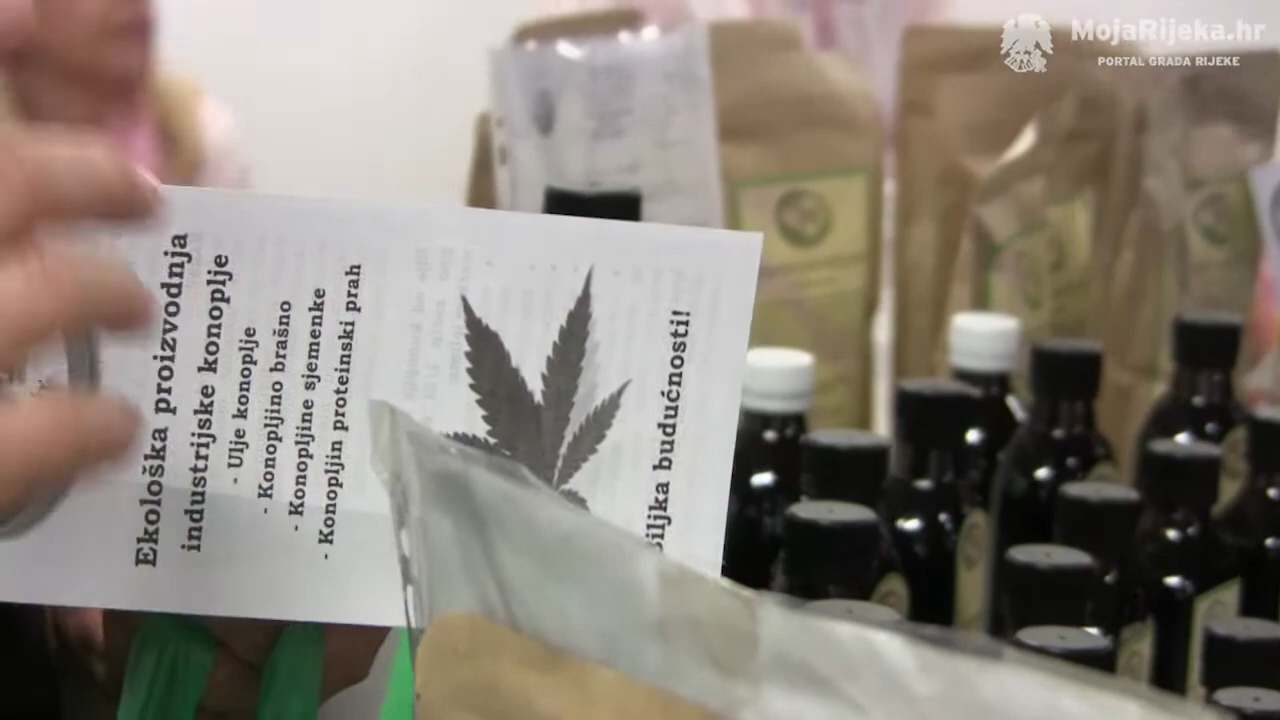 MojaRijeka.hr
PORTAL GRADA RIJEKE
Ekološka proizvodnja
industrijske konoplje
- Ulje konoplje
- Konopljino brašno
- Konopljine sjemenke
- Konopljin proteinski prah
budućnosti!